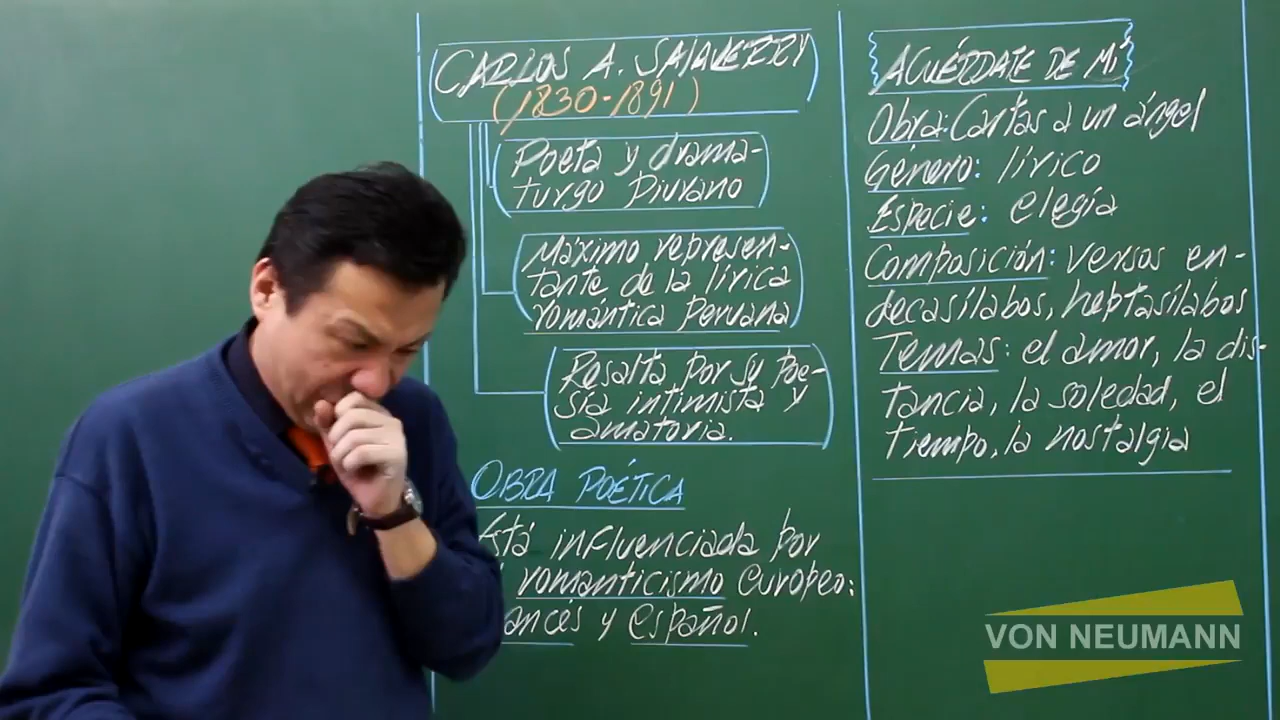 CARLOS A. SALAVERRY
(1830-1891)
Poeta y drama-
turgo Piurano
Máximo represen-
tante de la lírica
romántica Peruana
Resalta por su poe-
sía intimista y
amatoria.
OBRA POÉTICA
Está influenciada por
romanticismo europeo:
ancés y español.
ACUÉRDATE DE MÍ
Obra: Cartas a un ángel
Género: lírico
Especie: elegía
Composición: versos en-
decasílabos, heptasílabos
Temas: el amor, la dis-
tancia, la soledad, el
tiempo, la nostalgia
VON NEUMANN